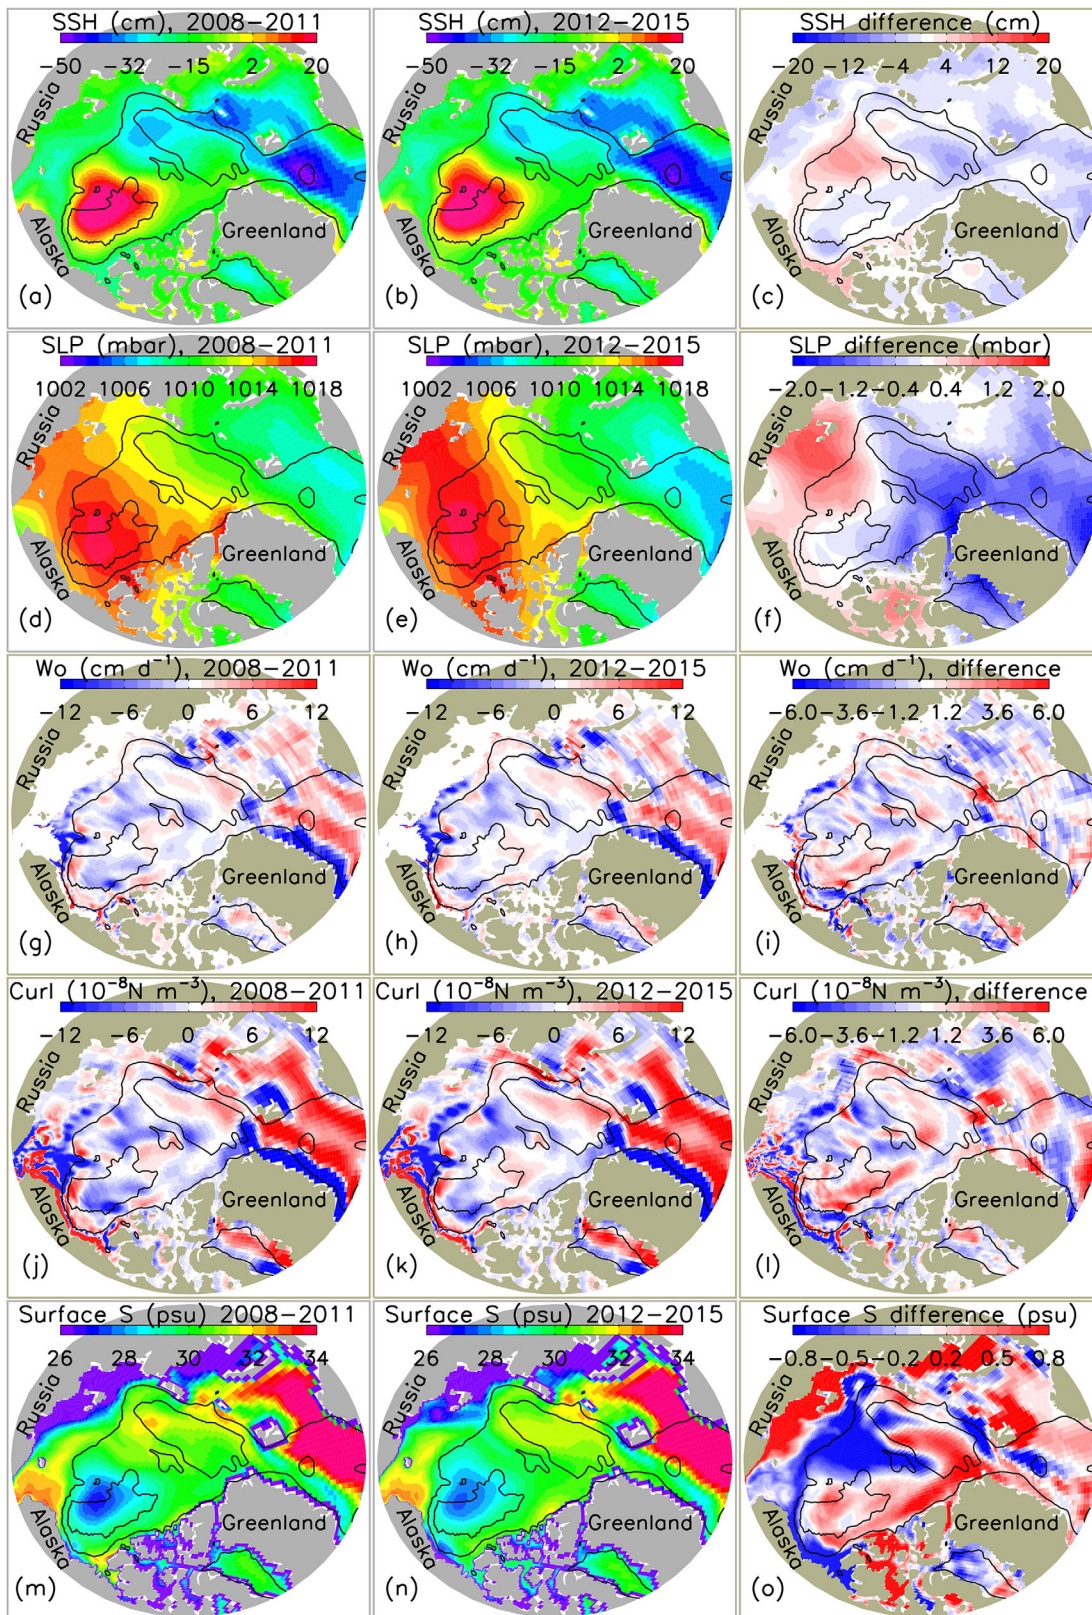 SSH (cm), 2008−2011
−50 −32 −15 2 20
Russia
Alaska
Greenland
(a)
SSH (cm), 2012−2015
−50 −32 −15 2 20
Russia
Alaska
Greenland
(b)
SSH difference (cm)
−20 −12 −4 4 12 20
Russia
Alaska
Greenland
(c)
SLP (mbar), 2008−2011
1002 1006 1010 1014 1018
Russia
Alaska
Greenland
(d)
SLP (mbar), 2012−2015
1002 1006 1010 1014 1018
Russia
Alaska
Greenland
(e)
SLP difference (mbar)
−2.0 −1.2 −0.4 0.4 1.2 2.0
Russia
Alaska
Greenland
(f)
Wo (cm d⁻¹), 2008−2011
−12 −6 0 6 12
Russia
Alaska
Greenland
(g)
Wo (cm d⁻¹), 2012−2015
−12 −6 0 6 12
Russia
Alaska
Greenland
(h)
Wo (cm d⁻¹), difference
−6.0 −3.6 −1.2 1.2 3.6 6.0
Russia
Alaska
Greenland
(i)
Curl (10⁻⁸N m⁻³), 2008−2011
−12 −6 0 6 12
Russia
Alaska
Greenland
(j)
Curl (10⁻⁸N m⁻³), 2012−2015
−12 −6 0 6 12
Russia
Alaska
Greenland
(k)
Curl (10⁻⁸N m⁻³), difference
−6.0 −3.6 −1.2 1.2 3.6 6.0
Russia
Alaska
Greenland
(l)
Surface S (psu) 2008−2011
26 28 30 32 34
Russia
Alaska
Greenland
(m)
Surface S (psu) 2012−2015
26 28 30 32 34
Russia
Alaska
Greenland
(n)
Surface S difference (psu)
−0.8 −0.5 −0.2 0.2 0.5 0.8
Russia
Alaska
Greenland
(o)